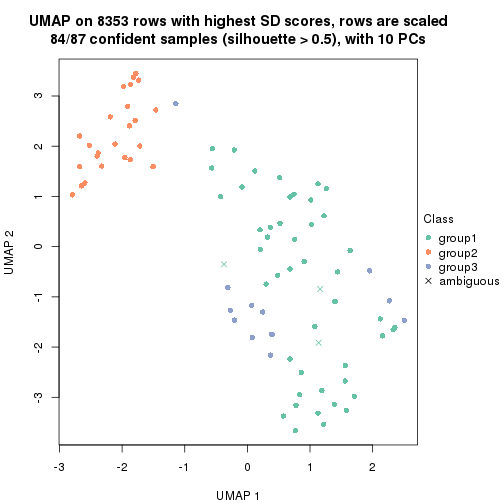 UMAP on 8353 rows with highest SD scores, rows are scaled
84/87 confident samples (silhouette > 0.5), with 10 PCs
3
2
1
0
-1
-2
-3
UMAP 2
-3
-2
-1
0
1
2
UMAP 1
Class
group1
group2
group3
ambiguous